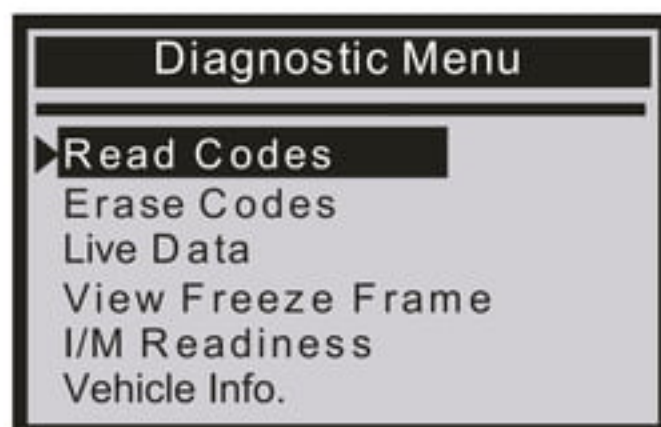 Diagnostic Menu
Read Codes
Erase Codes
Live Data
View Freeze Frame
I/M Readiness
Vehicle Info.